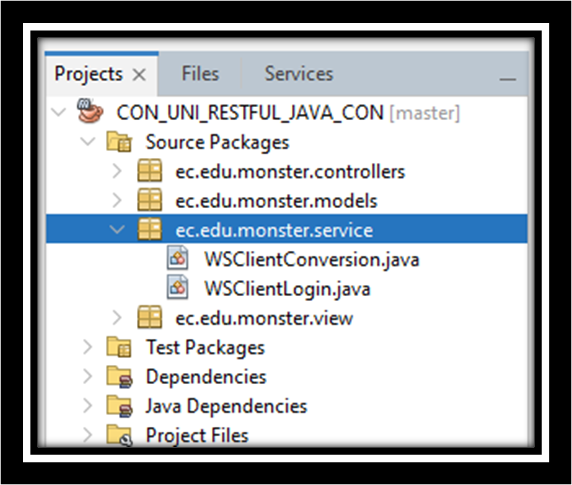 Projects Files Services
CON_UNI_RESTFUL_JAVA_CON [master]
Source Packages
ec.edu.monster.controllers
ec.edu.monster.models
ec.edu.monster.service
WSClientConversion.java
WSClientLogin.java
ec.edu.monster.view
Test Packages
Dependencies
Java Dependencies
Project Files